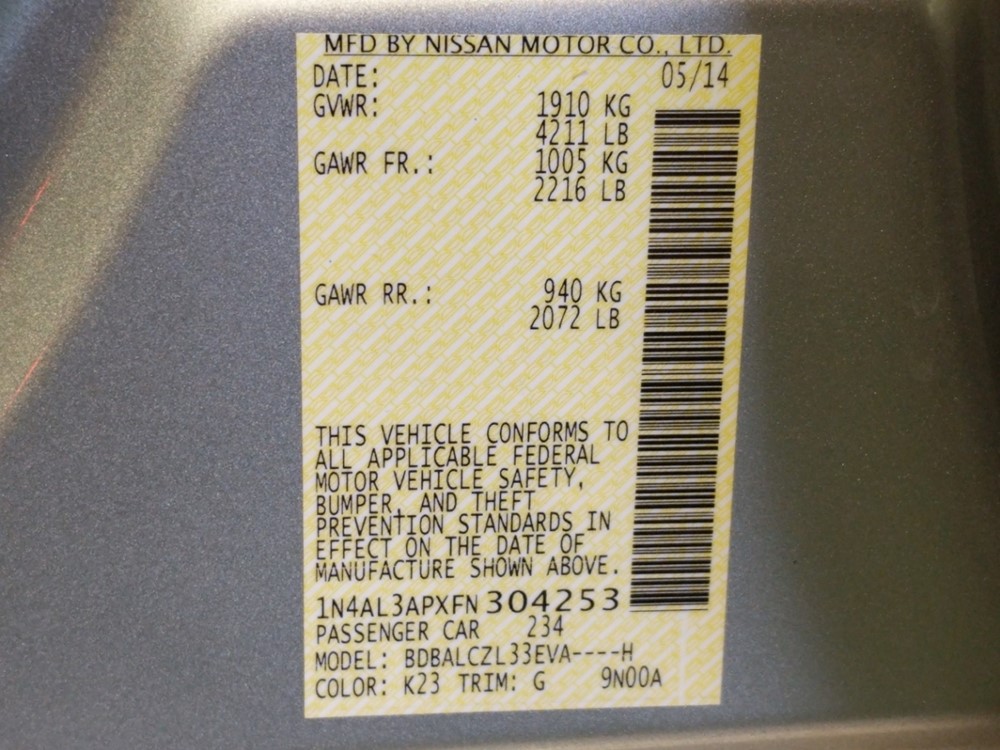 MFD BY NISSAN MOTOR CO., LTD.
DATE: 05/14
GVWR: 1910 KG
4211 LB
GAWR FR.: 1005 KG
2216 LB
GAWR RR.: 940 KG
2072 LB
THIS VEHICLE CONFORMS TO
ALL APPLICABLE FEDERAL
MOTOR VEHICLE SAFETY,
BUMPER, AND THEFT
PREVENTION STANDARDS IN
EFFECT ON THE DATE OF
MANUFACTURE SHOWN ABOVE.
1N4AL3APXFN304253
PASSENGER CAR 234
MODEL: BDBALCZL33EVA----H
COLOR: K23 TRIM: G 9N00A